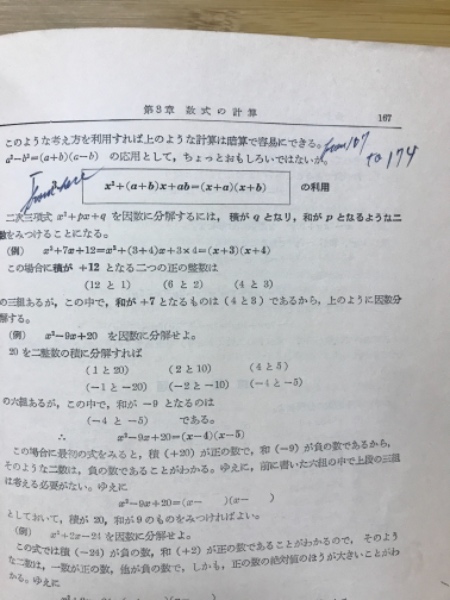 第3章 数式の計算
167
このような考え方を利用すれば上のような計算は暗算で容易にできる。
from 167
to 174
a²−b²=(a+b)(a−b) の応用として，ちょっとおもしろいではないか。
x²+(a+b)x+ab=(x+a)(x+b) の利用
二次三項式 x²+px+q を因数に分解するには，積が q となり，和が p となるような二
数をみつけることになる。
(例) x²+7x+12=x²+(3+4)x+3×4=(x+3)(x+4)
この場合に積が +12 となる二つの正の整数は
(12 と 1) (6 と 2) (4 と 3)
の三組あるが，この中で，和が +7 となるものは (4 と 3) であるから，上のように因数分
解する。
(例) x²−9x+20 を因数に分解せよ。
20 を二整数の積に分解すれば
(1 と 20) (2 と 10) (4 と 5)
(−1 と −20) (−2 と −10) (−4 と −5)
の六組あるが，この中で，和が −9 となるのは
(−4 と −5) である。
∴ x²−9x+20=(x−4)(x−5)
この場合に最初の式をみると，積 (+20) が正の数で，和 (−9) が負の数であるから，
そのような二数は，負の数であることがわかる。ゆえに，前に書いた六組の中で上段の三組
は考える必要がない。ゆえに
x²−9x+20=(x− )(x− )
としておいて，積が 20，和が 9 のものをみつければよい。
(例) x²+2x−24 を因数に分解せよ。
この式では積 (−24) が負の数，和 (+2) が正の数であることがわかるので， そのよう
な二数は，一数が正の数，他が負の数で，しかも，正の数の絶対値のほうが大きいことがわ
かる。ゆえに